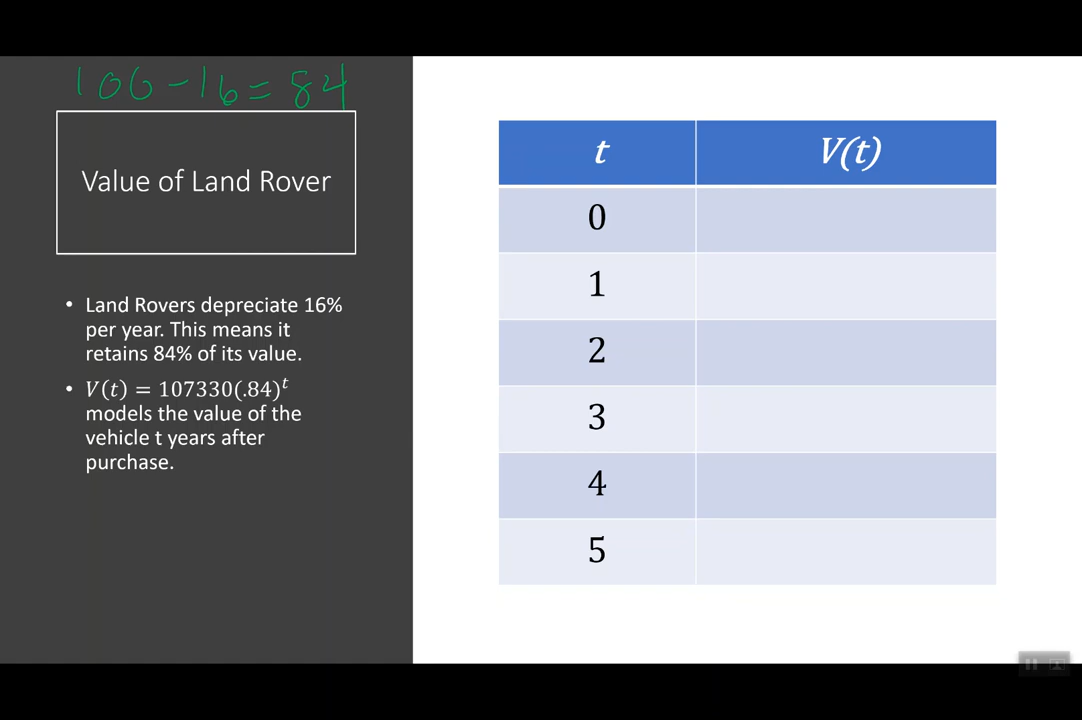 100-16=84
Value of Land Rover
• Land Rovers depreciate 16%
per year. This means it
retains 84% of its value.
• V(t) = 107330(.84)ᵗ
models the value of the
vehicle t years after
purchase.
t V(t)
0
1
2
3
4
5